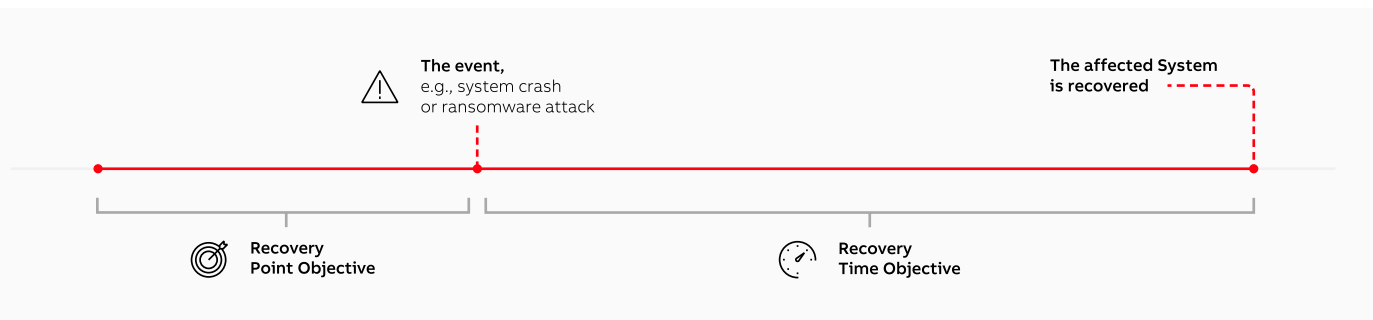 The event,
e.g., system crash
or ransomware attack
The affected System
is recovered
Recovery
Point Objective
Recovery
Time Objective